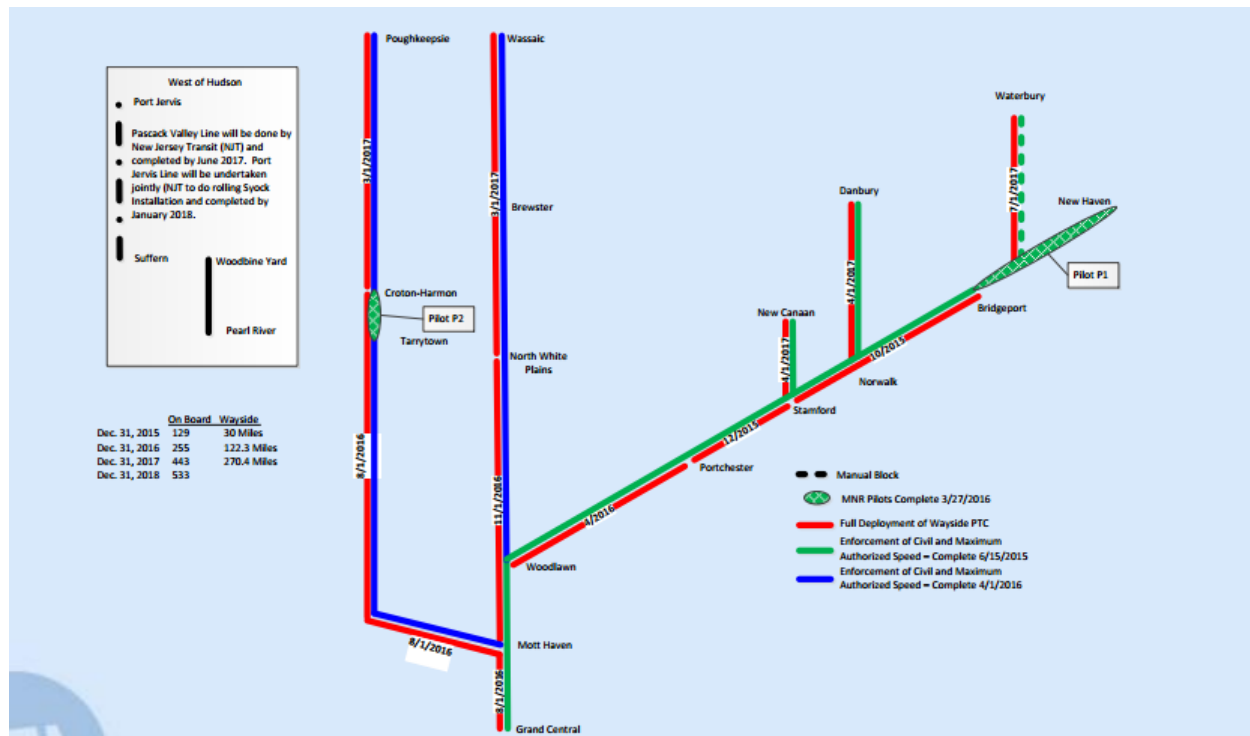 Poughkeepsie
Wassaic
West of Hudson
Port Jervis
Pascack Valley Line will be done by
New Jersey Transit (NJT) and
completed by June 2017. Port
Jervis Line will be undertaken
jointly (NJT to do rolling Syock
Installation and completed by
January 2018.
Suffern
Woodbine Yard
Pearl River
3/1/2017
3/1/2017
Brewster
Waterbury
7/1/2017
New Haven
Pilot P1
Danbury
4/1/2017
Bridgeport
Croton-Harmon
Pilot P2
Tarrytown
New Canaan
4/1/2017
10/2015
Norwalk
North White
Plains
Stamford
12/2015
Portchester
On Board Wayside
Dec. 31, 2015 129 30 Miles
Dec. 31, 2016 255 122.3 Miles
Dec. 31, 2017 443 270.4 Miles
Dec. 31, 2018 533
8/1/2016
11/1/2016
4/2016
Woodlawn
Manual Block
MNR Pilots Complete 3/27/2016
Full Deployment of Wayside PTC
Enforcement of Civil and Maximum
Authorized Speed = Complete 6/15/2015
Enforcement of Civil and Maximum
Authorized Speed = Complete 4/1/2016
8/1/2016
Mott Haven
8/1/2016
Grand Central